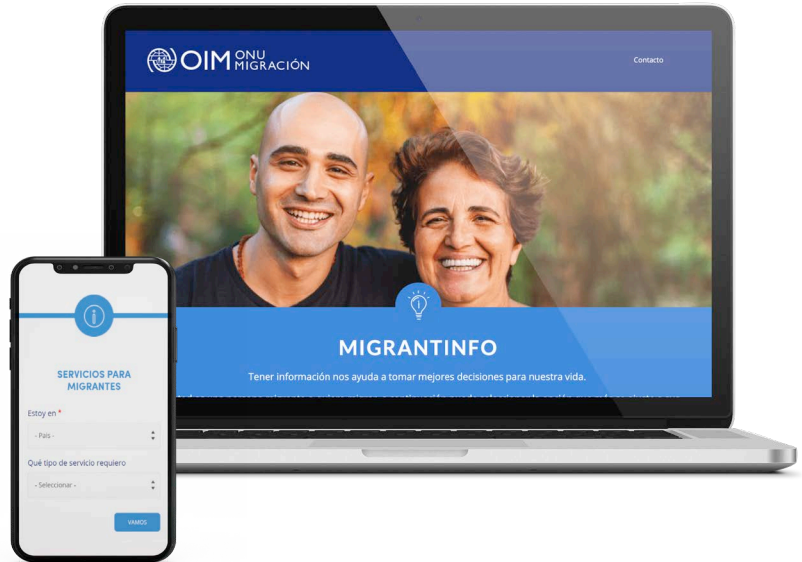 OIM ONU
MIGRACIÓN
Contacto
MIGRANTINFO
Tener información nos ayuda a tomar mejores decisiones para nuestra vida.
SERVICIOS PARA
MIGRANTES
Estoy en *
- País -
Qué tipo de servicio requiero
- Seleccionar -
VAMOS